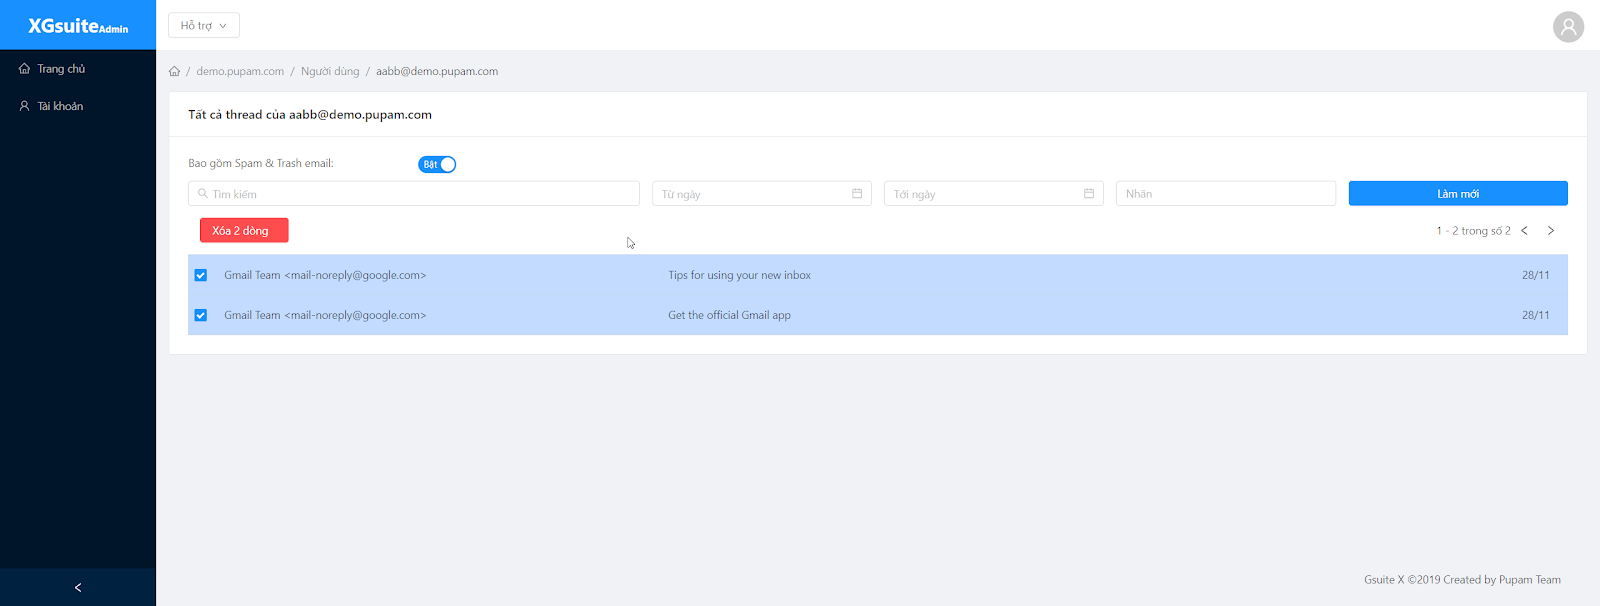 XGsuiteAdmin
Hỗ trợ
Trang chủ
Tài khoản
/ demo.pupam.com / Người dùng / aabb@demo.pupam.com
Tất cả thread của aabb@demo.pupam.com
Bao gồm Spam & Trash email: Bật
Tìm kiếm Từ ngày Tới ngày Nhãn Làm mới
Xóa 2 dòng 1 - 2 trong số 2
Gmail Team <mail-noreply@google.com> Tips for using your new inbox 28/11
Gmail Team <mail-noreply@google.com> Get the official Gmail app 28/11
Gsuite X ©2019 Created by Pupam Team